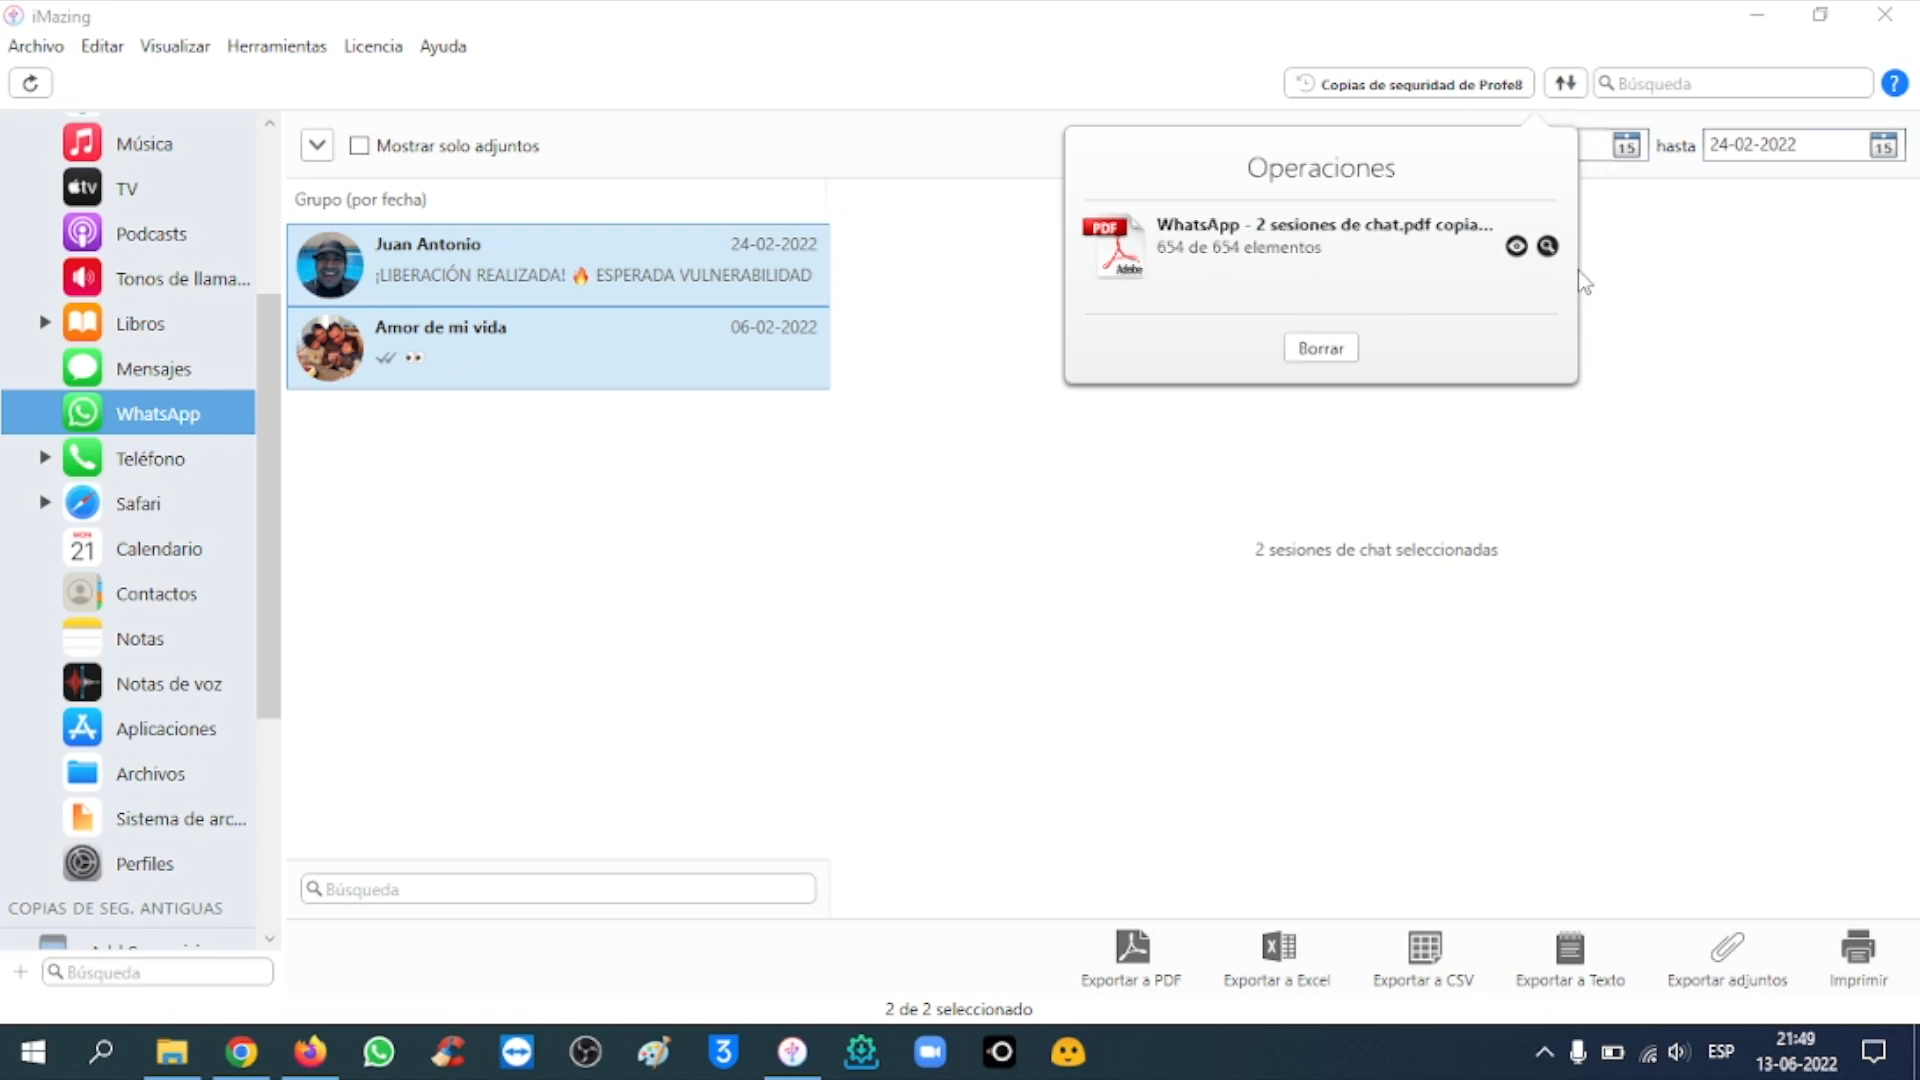 iMazing
Archivo Editar Visualizar Herramientas Licencia Ayuda
Copias de seguridad de Profe8
Búsqueda
?
Música
TV
Podcasts
Tonos de llama...
Libros
Mensajes
WhatsApp
Teléfono
Safari
MON
21
Calendario
Contactos
Notas
Notas de voz
Aplicaciones
Archivos
Sistema de arc...
Perfiles
COPIAS DE SEG. ANTIGUAS
Búsqueda
Mostrar solo adjuntos
15 hasta 24-02-2022 15
Grupo (por fecha)
Juan Antonio 24-02-2022
¡LIBERACIÓN REALIZADA! 🔥 ESPERADA VULNERABILIDAD
Amor de mi vida 06-02-2022
👀
Búsqueda
Operaciones
PDF
Adobe
WhatsApp - 2 sesiones de chat.pdf copia...
654 de 654 elementos
Borrar
2 sesiones de chat seleccionadas
Exportar a PDF Exportar a Excel Exportar a CSV Exportar a Texto Exportar adjuntos Imprimir
2 de 2 seleccionado
ESP
21:49
13-06-2022